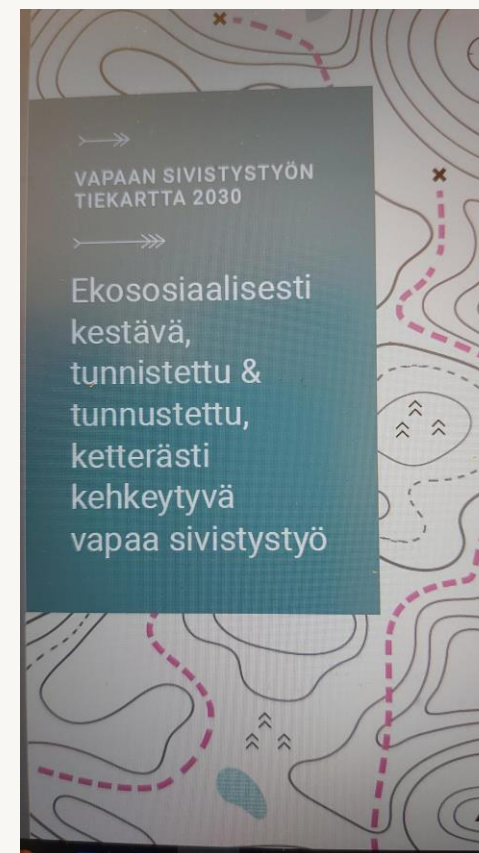 VAPAAN SIVISTYSTYÖN
TIEKARTTA 2030
Ekososiaalisesti
kestävä,
tunnistettu &
tunnustettu,
ketterästi
kehkeytyvä
vapaa sivistystyö